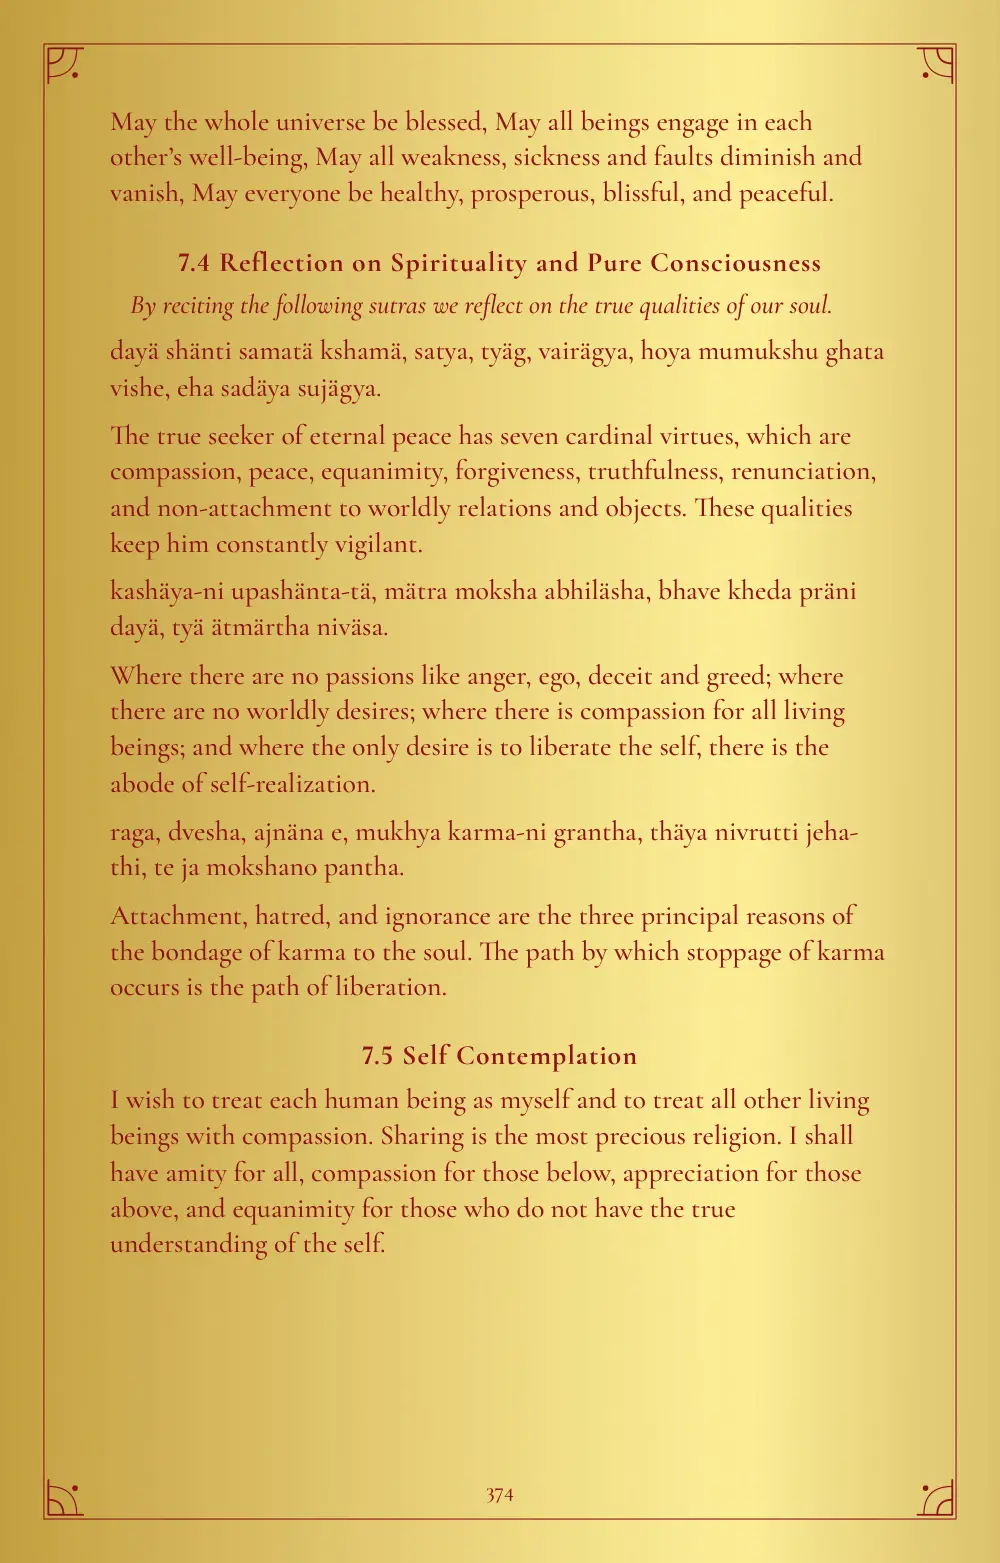 May the whole universe be blessed, May all beings engage in each
other’s well-being, May all weakness, sickness and faults diminish and
vanish, May everyone be healthy, prosperous, blissful, and peaceful.
7.4 Reflection on Spirituality and Pure Consciousness
By reciting the following sutras we reflect on the true qualities of our soul.
dayä shänti samatä kshamä, satya, tyäg, vairägya, hoya mumukshu ghata
vishe, eha sadäya sujägya.
The true seeker of eternal peace has seven cardinal virtues, which are
compassion, peace, equanimity, forgiveness, truthfulness, renunciation,
and non-attachment to worldly relations and objects. These qualities
keep him constantly vigilant.
kashäya-ni upashänta-tä, mätra moksha abhiläsha, bhave kheda präni
dayä, tyä ätmärtha niväsa.
Where there are no passions like anger, ego, deceit and greed; where
there are no worldly desires; where there is compassion for all living
beings; and where the only desire is to liberate the self, there is the
abode of self-realization.
raga, dvesha, ajnäna e, mukhya karma-ni grantha, thäya nivrutti jeha-
thi, te ja mokshano pantha.
Attachment, hatred, and ignorance are the three principal reasons of
the bondage of karma to the soul. The path by which stoppage of karma
occurs is the path of liberation.
7.5 Self Contemplation
I wish to treat each human being as myself and to treat all other living
beings with compassion. Sharing is the most precious religion. I shall
have amity for all, compassion for those below, appreciation for those
above, and equanimity for those who do not have the true
understanding of the self.
374